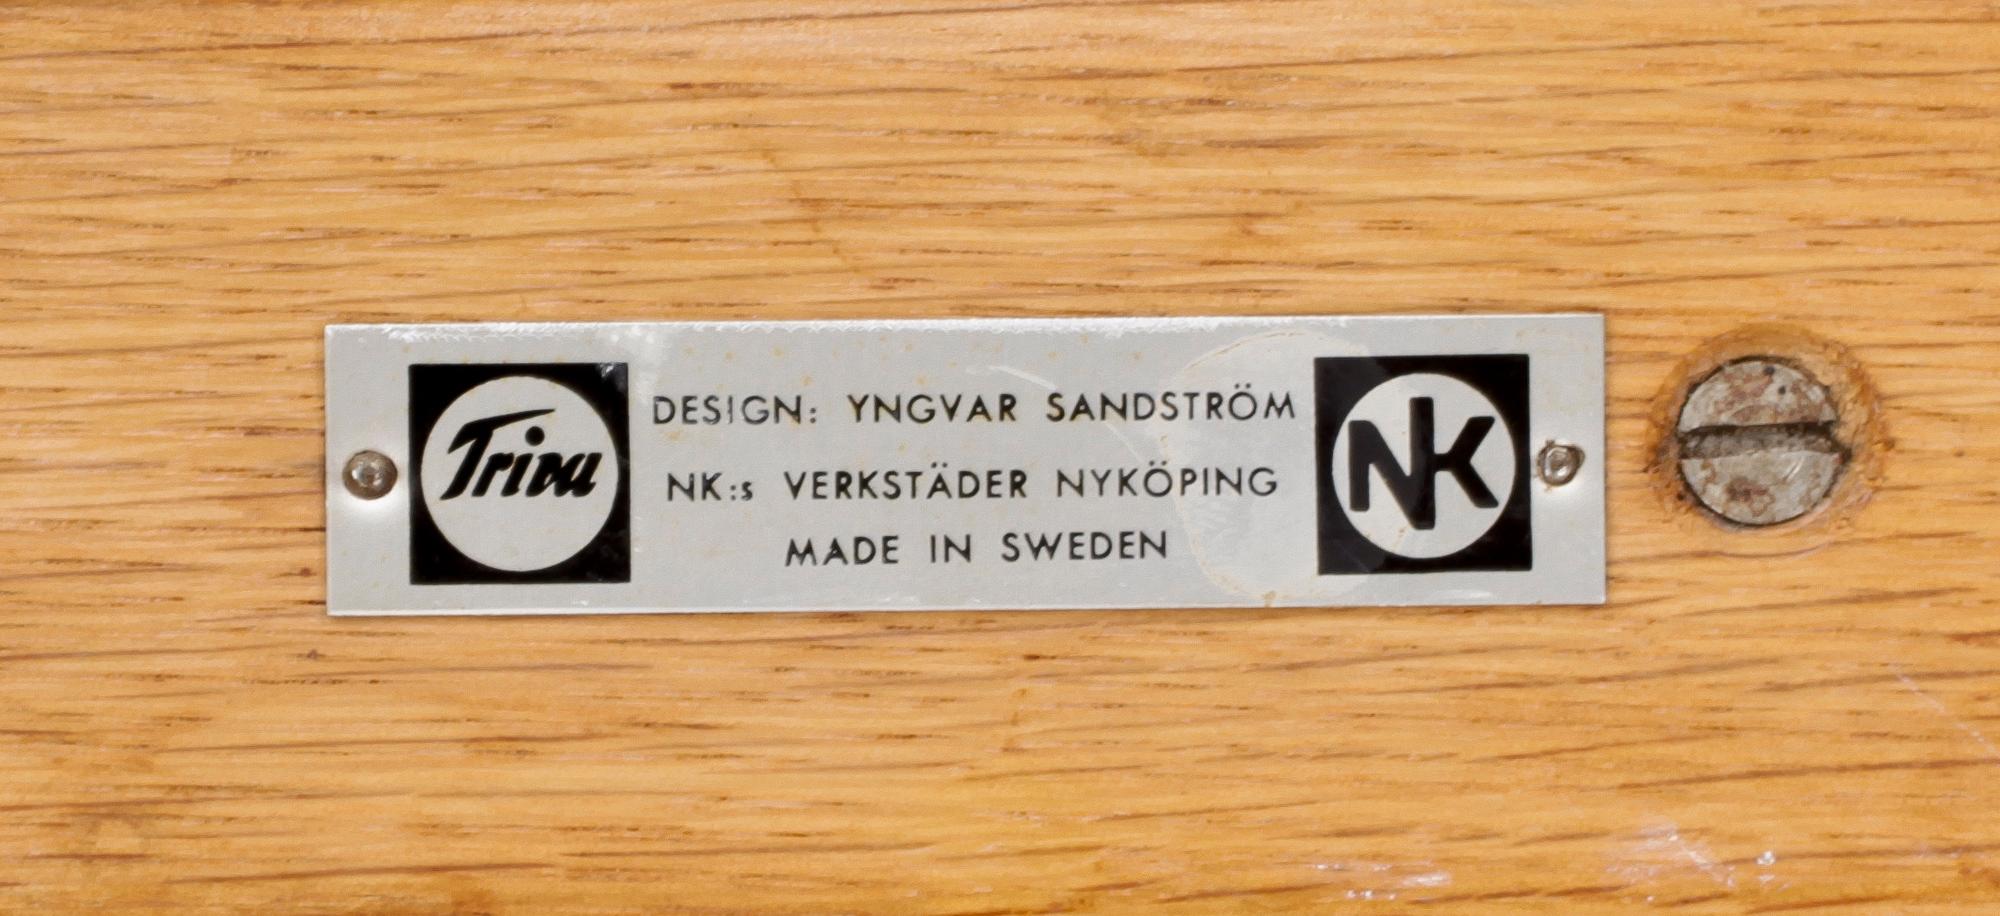 Triva
DESIGN: YNGVAR SANDSTRÖM
NK:s VERKSTÄDER NYKÖPING
MADE IN SWEDEN
NK